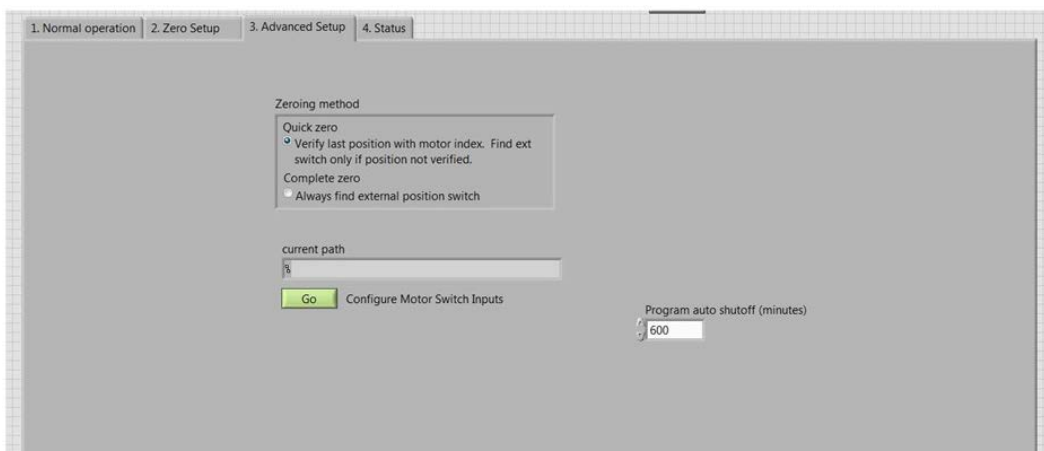 1. Normal operation
2. Zero Setup
3. Advanced Setup
4. Status
Zeroing method
Quick zero
Verify last position with motor index. Find ext
switch only if position not verified.
Complete zero
Always find external position switch
current path
Go
Configure Motor Switch Inputs
Program auto shutoff (minutes)
600